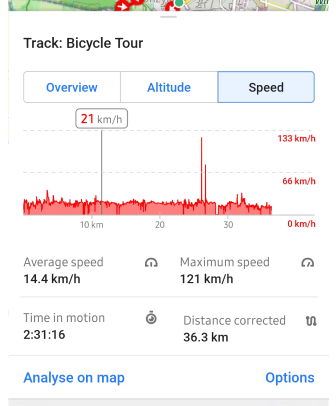 Track: Bicycle Tour
Overview
Altitude
Speed
21 km/h
133 km/h
66 km/h
0 km/h
10 km
20
30
Average speed
14.4 km/h
Maximum speed
121 km/h
Time in motion
2:31:16
Distance corrected
36.3 km
Analyse on map
Options